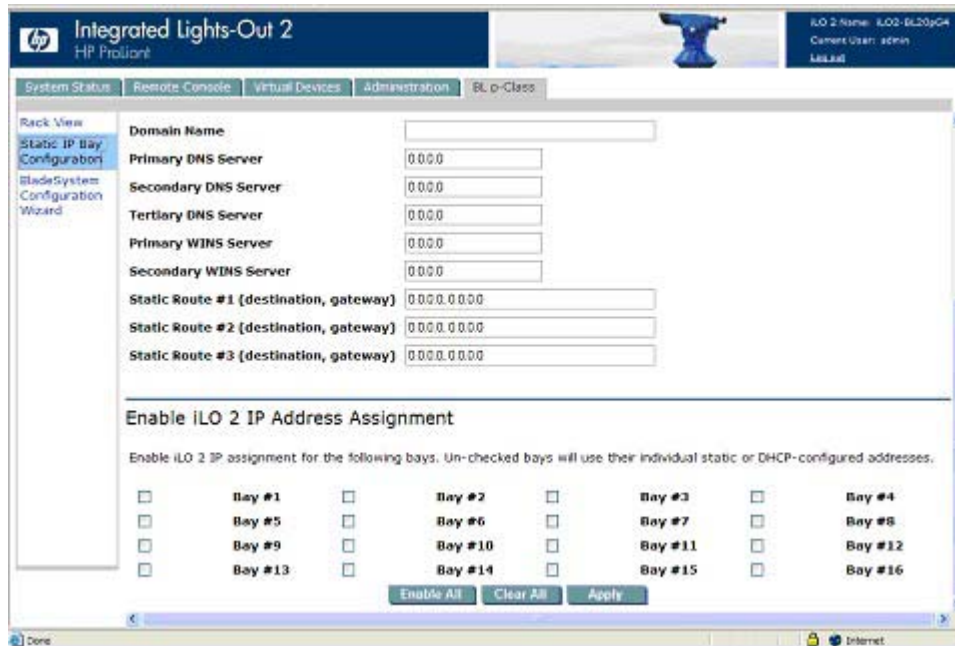 hp
Integrated Lights-Out 2
HP ProLiant
iLO 2 Name: ILO2-BL20pG4
Current User: admin
Log out
System Status Remote Console Virtual Devices Administration BL p-Class
Rack View
Static IP Bay
Configuration
BladeSystem
Configuration
Wizard
Domain Name
Primary DNS Server 0.0.0.0
Secondary DNS Server 0.0.0.0
Tertiary DNS Server 0.0.0.0
Primary WINS Server 0.0.0.0
Secondary WINS Server 0.0.0.0
Static Route #1 (destination, gateway) 0.0.0.0, 0.0.0.0
Static Route #2 (destination, gateway) 0.0.0.0, 0.0.0.0
Static Route #3 (destination, gateway) 0.0.0.0, 0.0.0.0
Enable iLO 2 IP Address Assignment
Enable iLO 2 IP assignment for the following bays. Un-checked bays will use their individual static or DHCP-configured addresses.
Bay #1 Bay #2 Bay #3 Bay #4
Bay #5 Bay #6 Bay #7 Bay #8
Bay #9 Bay #10 Bay #11 Bay #12
Bay #13 Bay #14 Bay #15 Bay #16
Enable All Clear All Apply
Done Internet